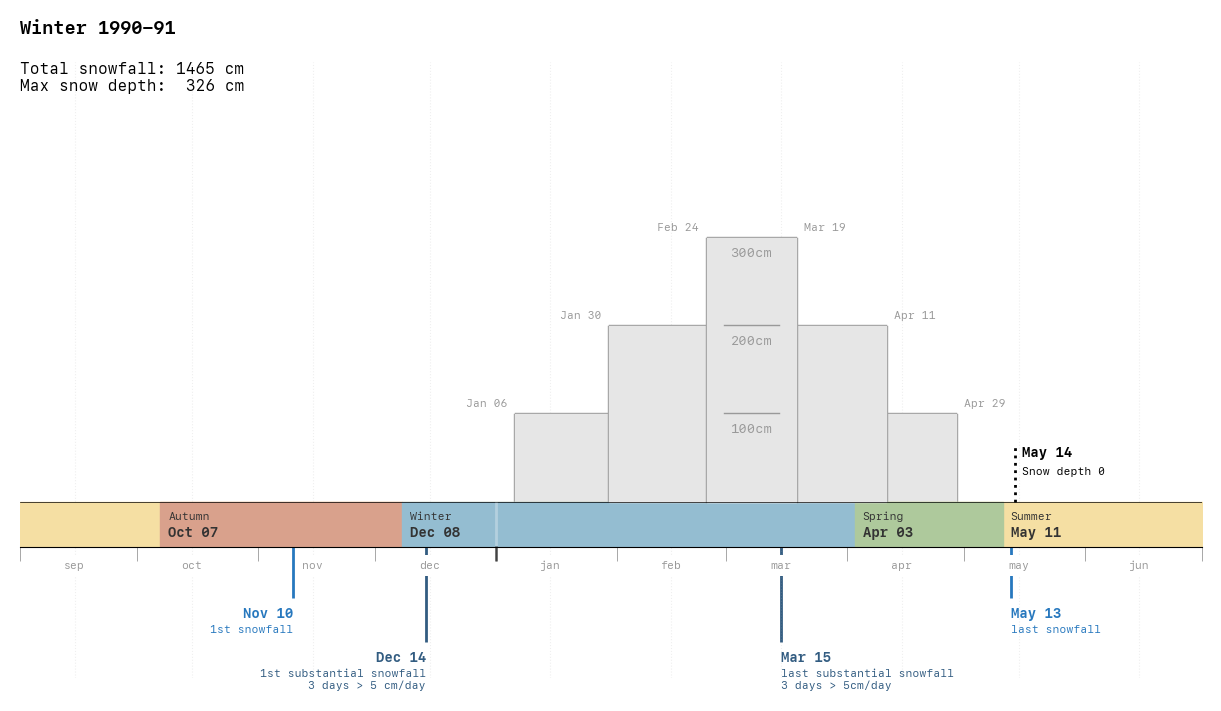 Winter 1990–91
Total snowfall: 1465 cm
Max snow depth:  326 cm
Feb 24
Mar 19
300cm
Jan 30
Apr 11
200cm
Jan 06
Apr 29
100cm
May 14
Snow depth 0
Autumn
Oct 07
Winter
Dec 08
Spring
Apr 03
Summer
May 11
sep oct nov dec jan feb mar apr may jun
Nov 10
1st snowfall
May 13
last snowfall
Dec 14
1st substantial snowfall
3 days > 5 cm/day
Mar 15
last substantial snowfall
3 days > 5cm/day